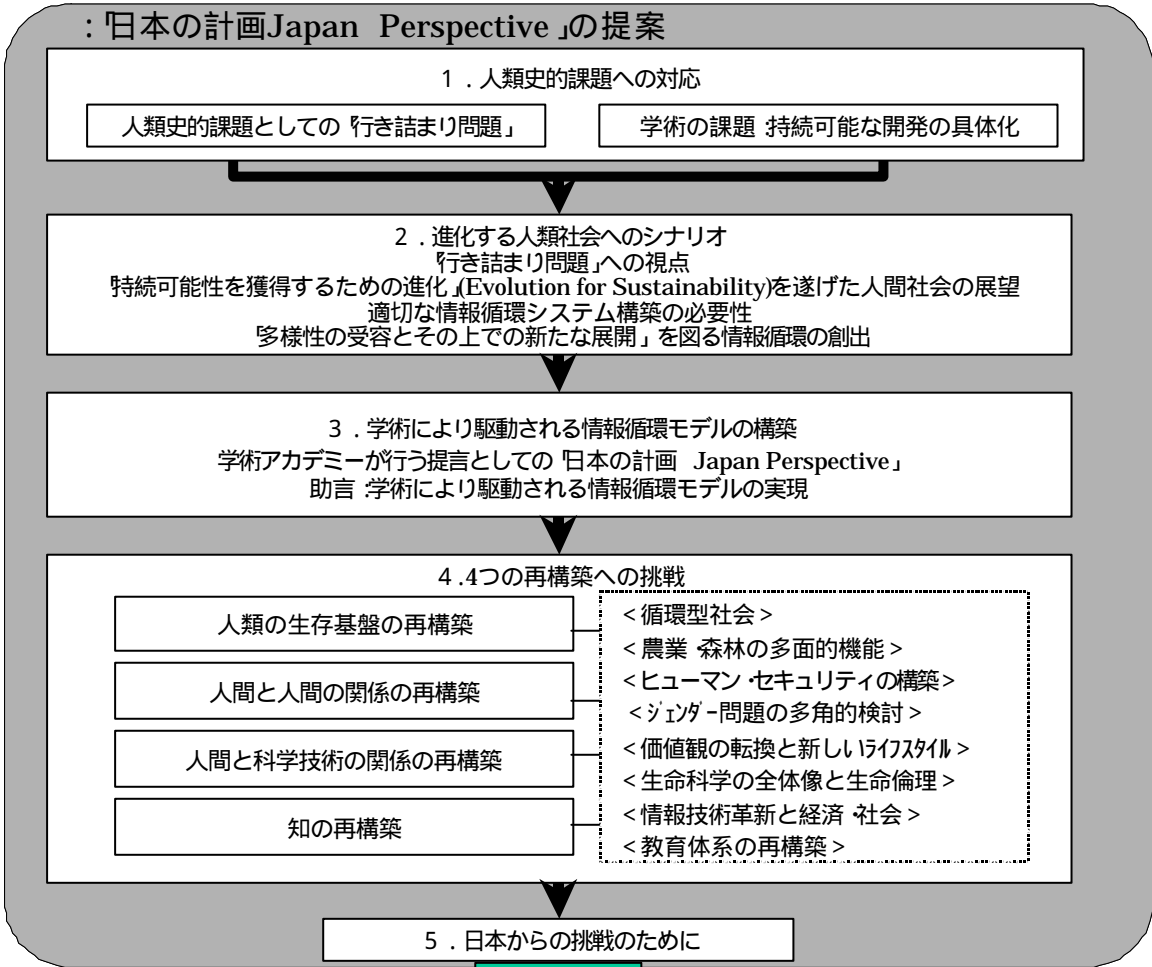 ：『日本の計画Japan Perspective』の提案
１．人類史的課題への対応
人類史的課題としての『行き詰まり問題』
学術の課題：持続可能な開発の具体化
２．進化する人類社会へのシナリオ
『行き詰まり問題』への視点
『持続可能性を獲得するための進化』(Evolution for Sustainability)を遂げた人間社会の展望
適切な情報循環システム構築の必要性
『多様性の受容とその上での新たな展開』を図る情報循環の創出
３．学術により駆動される情報循環モデルの構築
学術アカデミーが行う提言としての『日本の計画 Japan Perspective』
助言：学術により駆動される情報循環モデルの実現
４.4つの再構築への挑戦
人類の生存基盤の再構築
人間と人間の関係の再構築
人間と科学技術の関係の再構築
知の再構築
＜循環型社会＞
＜農業・森林の多面的機能＞
＜ヒューマン・セキュリティの構築＞
＜ｼﾞｪﾝﾀﾞｰ問題の多角的検討＞
＜価値観の転換と新しいﾗｲﾌｽﾀｲﾙ＞
＜生命科学の全体像と生命倫理＞
＜情報技術革新と経済・社会＞
＜教育体系の再構築＞
５．日本からの挑戦のために